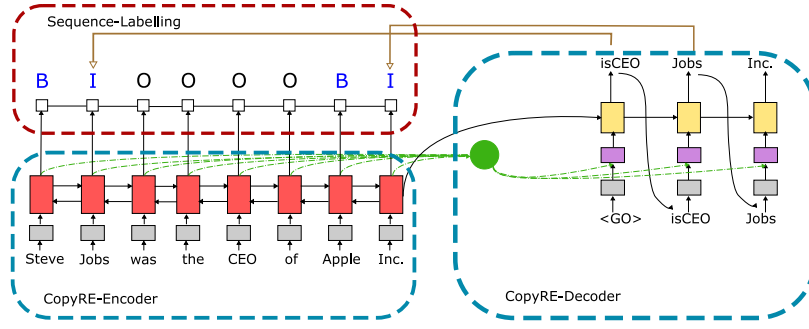 Sequence-Labelling
B I O O O O B I
Steve Jobs was the CEO of Apple Inc.
CopyRE-Encoder
isCEO Jobs Inc.
<GO> isCEO Jobs
CopyRE-Decoder